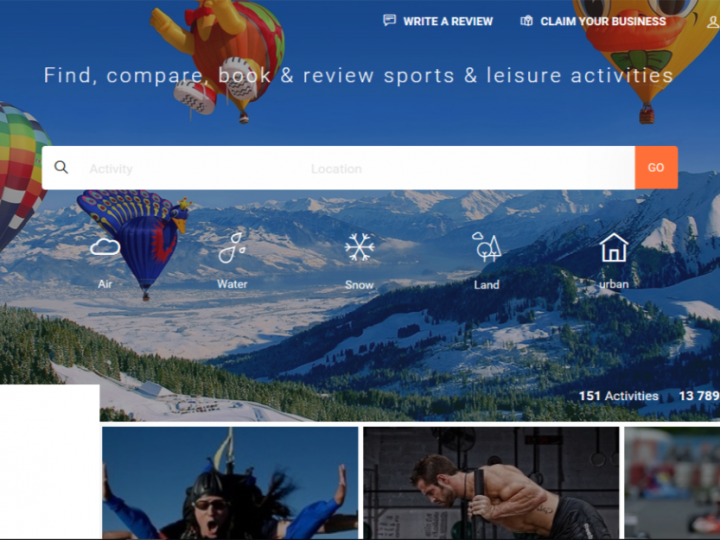 WRITE A REVIEW
CLAIM YOUR BUSINESS
Find, compare, book & review sports & leisure activities
Activity
Location
GO
Air
Water
Snow
Land
urban
151 Activities
13 789